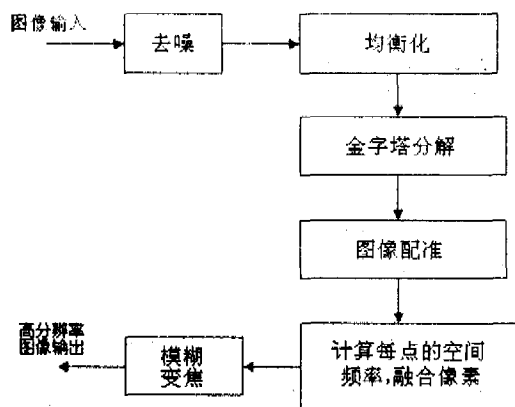 图像输入
去噪
均衡化
金字塔分解
图像配准
计算每点的空间
频率,融合像素
模糊
变焦
高分辨率
图像输出